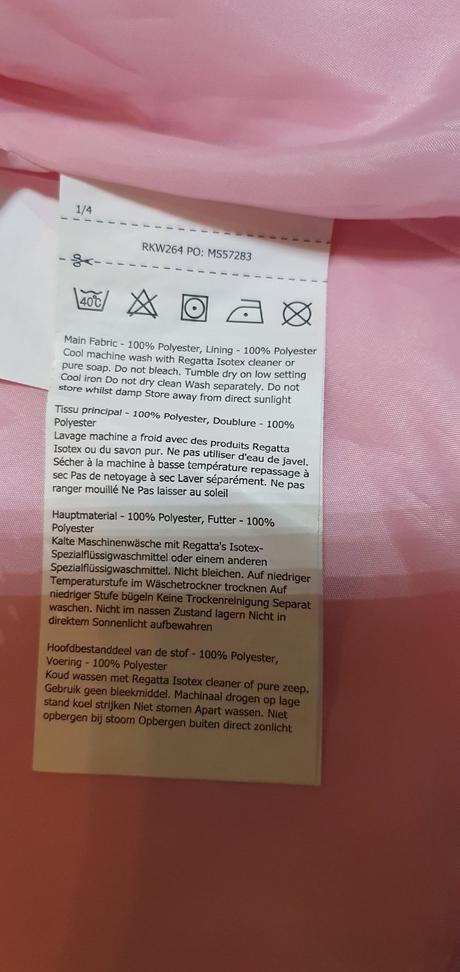 1/4
RKW264 PO: MS57283
40°C
Main Fabric - 100% Polyester, Lining - 100% Polyester
Cool machine wash with Regatta Isotex cleaner or
pure soap. Do not bleach. Tumble dry on low setting
Cool iron Do not dry clean Wash separately. Do not
store whilst damp Store away from direct sunlight
Tissu principal - 100% Polyester, Doublure - 100%
Polyester
Lavage machine a froid avec des produits Regatta
Isotex ou du savon pur. Ne pas utiliser d'eau de javel.
Sécher à la machine à basse température repassage à
sec Pas de netoyage à sec Laver séparément. Ne pas
ranger mouillé Ne Pas laisser au soleil
Hauptmaterial - 100% Polyester, Futter - 100%
Polyester
Kalte Maschinenwäsche mit Regatta's Isotex-
Spezialflüssigwaschmittel oder einem anderen
Spezialflüssigwaschmittel. Nicht bleichen. Auf niedriger
Temperaturstufe im Wäschetrockner trocknen Auf
niedriger Stufe bügeln Keine Trockenreinigung Separat
waschen. Nicht im nassen Zustand lagern Nicht in
direktem Sonnenlicht aufbewahren
Hoofdbestanddeel van de stof - 100% Polyester,
Voering - 100% Polyester
Koud wassen met Regatta Isotex cleaner of pure zeep.
Gebruik geen bleekmiddel. Machinaal drogen op lage
stand koel strijken Niet stomen Apart wassen. Niet
opbergen bij stoom Opbergen buiten direct zonlicht